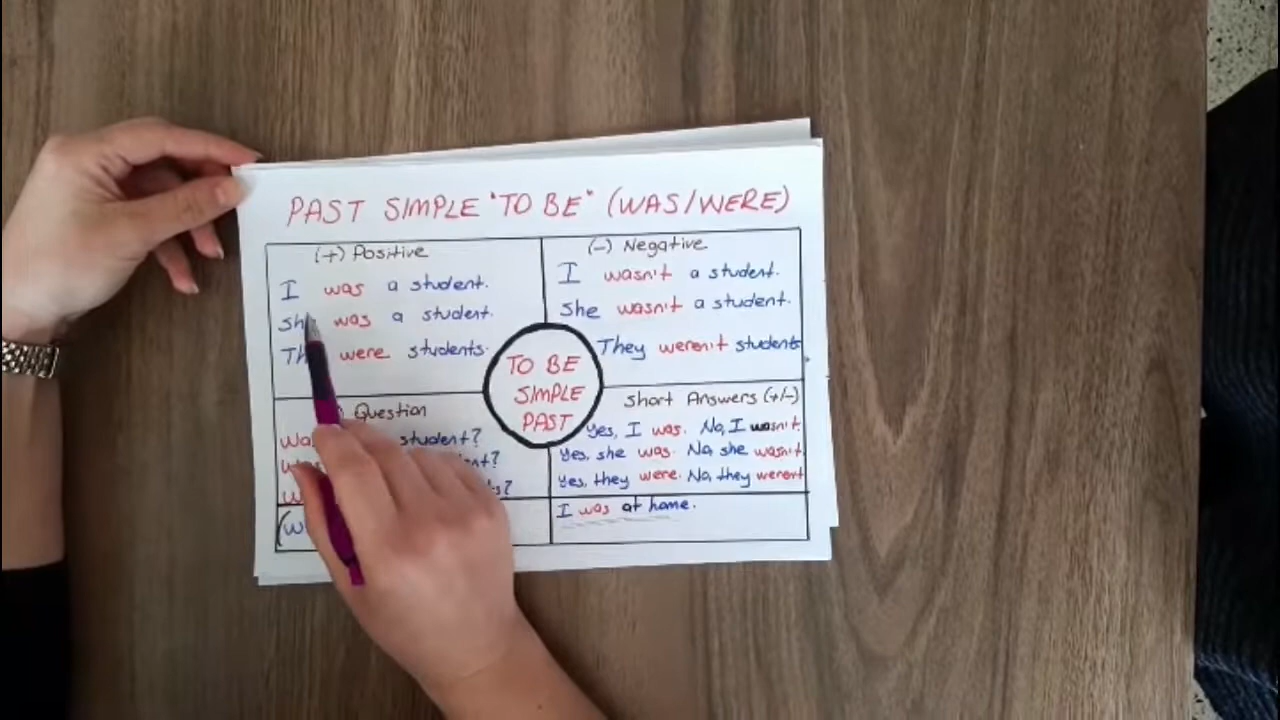 PAST SIMPLE "TO BE" (WAS/WERE)
(+) Positive
I was a student.
She was a student.
were students.
(-) Negative
I wasn't a student.
She wasn't a student.
They weren't students
TO BE
SIMPLE
PAST
Question
student?
Short Answers (+/-)
Yes, I was. No, I wasn't.
Yes, she was. No, she wasn't.
Yes, they were. No, they weren't
I was at home.